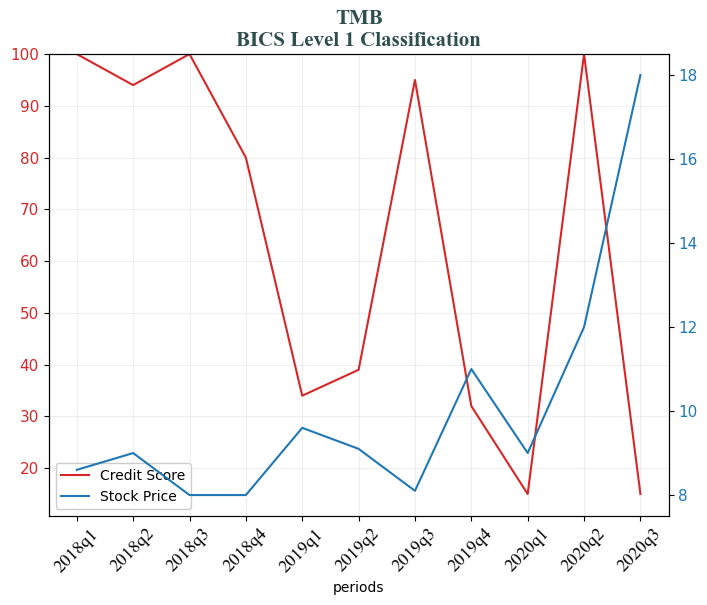 TMB
BICS Level 1 Classification
100
90
80
70
60
50
40
30
20
18
16
14
12
10
8
Credit Score
Stock Price
2018q1
2018q2
2018q3
2018q4
2019q1
2019q2
2019q3
2019q4
2020q1
2020q2
2020q3
periods